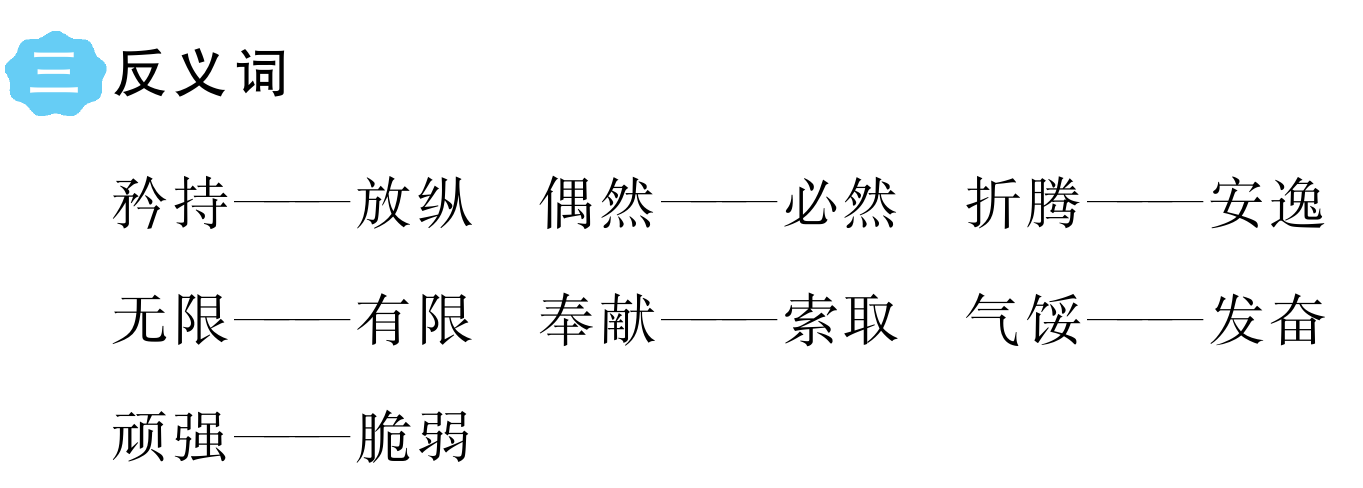 三 反义词
矜持——放纵 偶然——必然 折腾——安逸
无限——有限 奉献——索取 气馁——发奋
顽强——脆弱